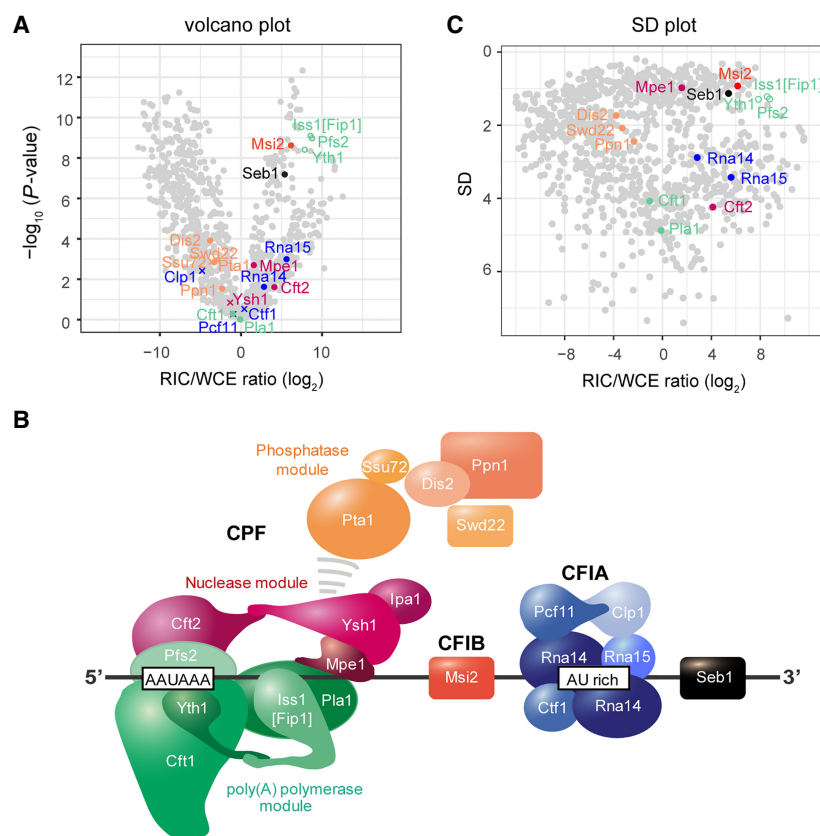 A
volcano plot
12
10
8
6
4
2
0
−log10 (P-value)
−10
0
10
RIC/WCE ratio (log2)
Iss1[Fip1]
Msi2
Pfs2
Yth1
Seb1
Dis2
Swd22
Rna15
Ssu72
Pta1
Mpe1
Clp1
Rna14
Cft2
Ppn1
Ysh1
Cft1
Ctf1
Pcf11
Pla1
C
SD plot
0
2
4
6
SD
−8
−4
0
4
8
RIC/WCE ratio (log2)
Msi2
Mpe1
Iss1[Fip1]
Seb1
Yth1
Pfs2
Dis2
Swd22
Ppn1
Rna14
Rna15
Cft1
Cft2
Pla1
B
Phosphatase
module
Ssu72
Ppn1
Dis2
Pta1
Swd22
CPF
Nuclease module
CFIA
Ipa1
Cft2
Ysh1
Pcf11
Clp1
CFIB
Pfs2
Mpe1
Rna14
Rna15
5’
AAUAAA
Msi2
AU rich
Seb1
3’
Yth1
Iss1
[Fip1]
Pla1
Ctf1
Rna14
Cft1
poly(A) polymerase
module